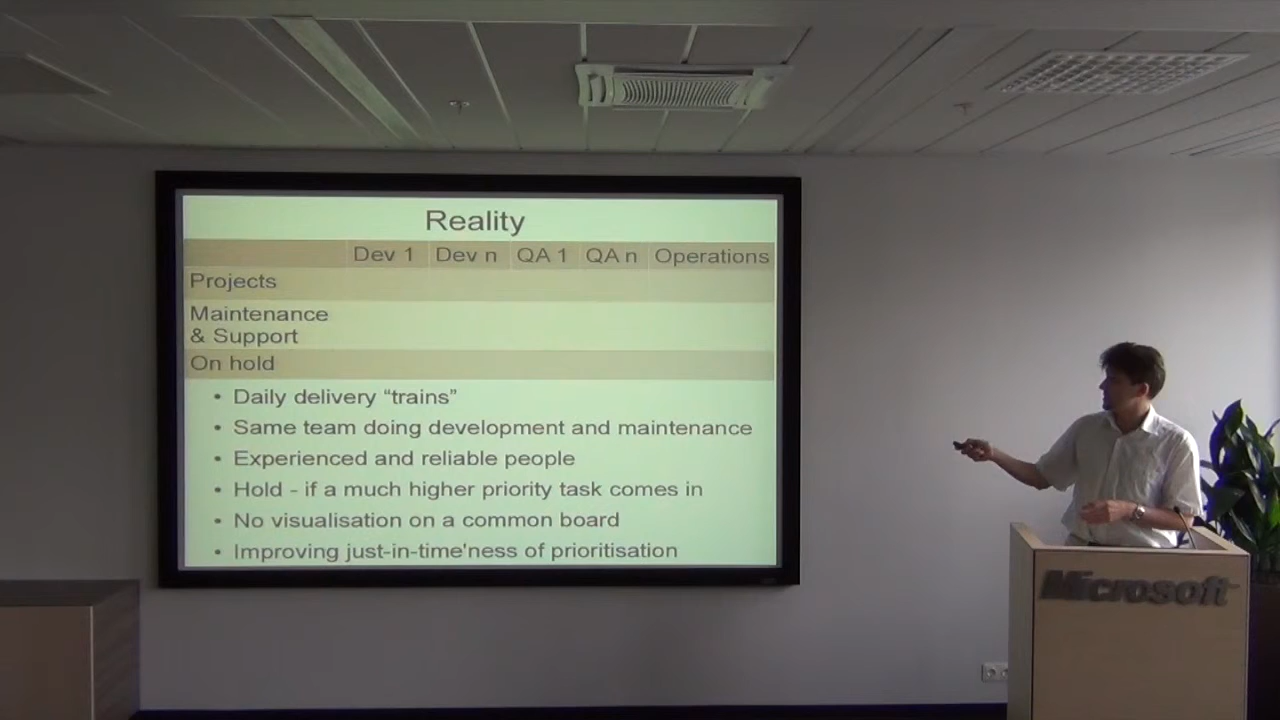 Reality
Dev 1 Dev n QA 1 QA n Operations
Projects
Maintenance
& Support
On hold
• Daily delivery “trains”
• Same team doing development and maintenance
• Experienced and reliable people
• Hold - if a much higher priority task comes in
• No visualisation on a common board
• Improving just-in-time'ness of prioritisation
Microsoft